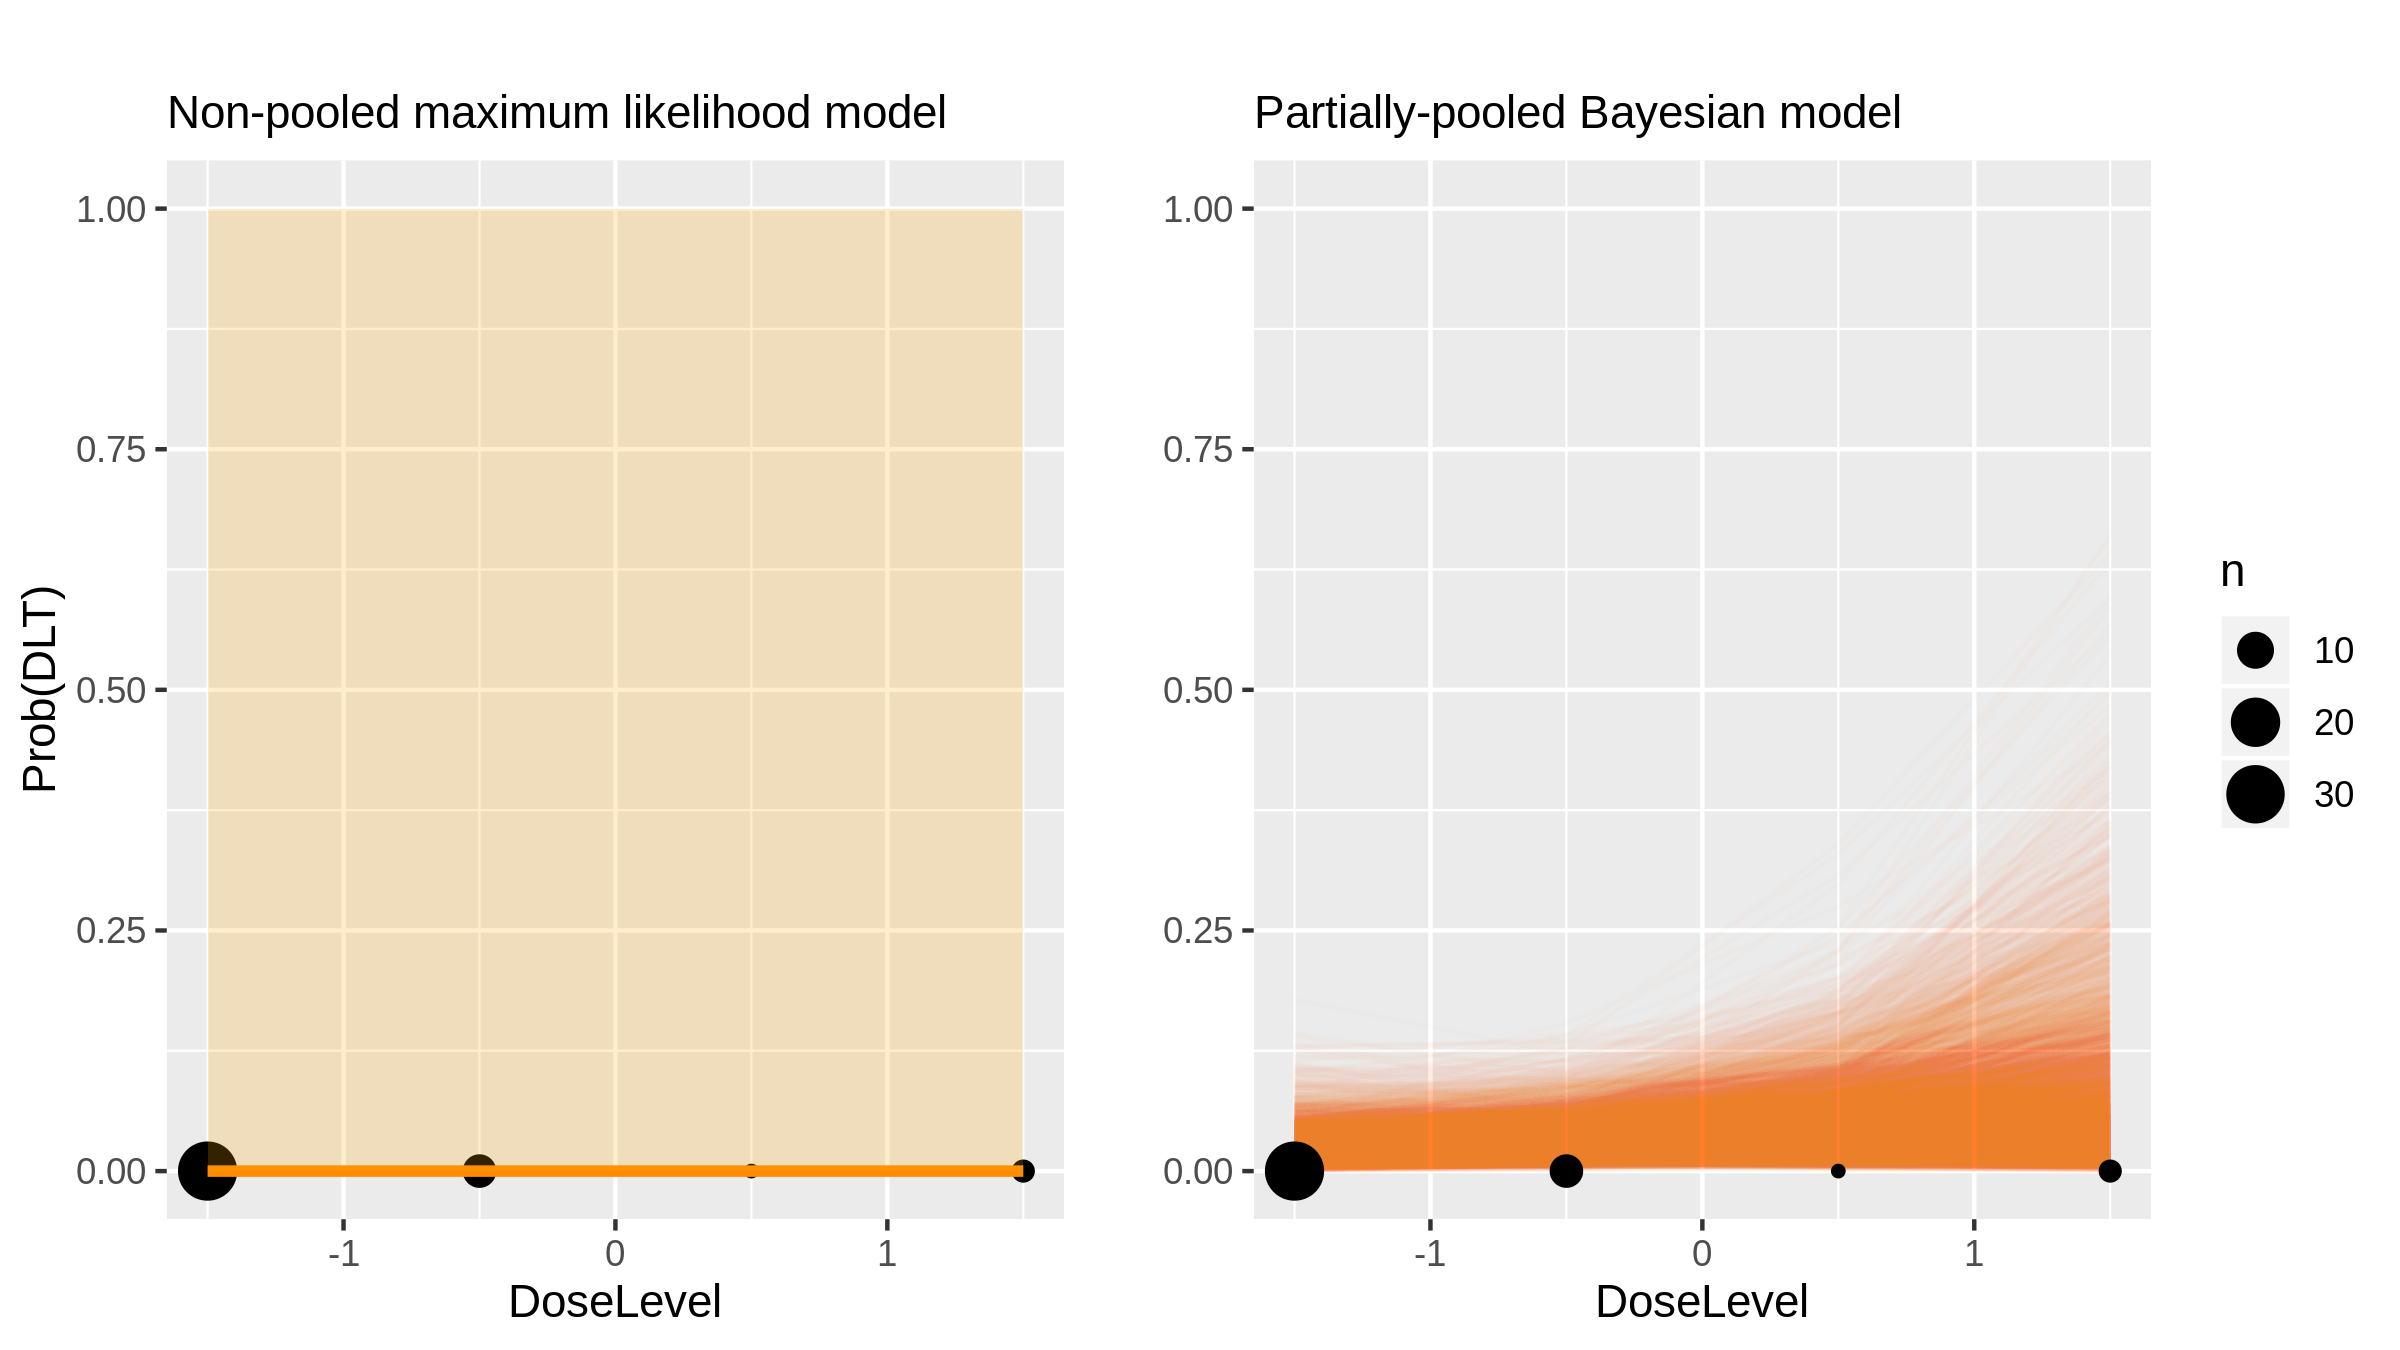 Non-pooled maximum likelihood model
Prob(DLT)
1.00
0.75
0.50
0.25
0.00
-1 0 1
DoseLevel
Partially-pooled Bayesian model
1.00
0.75
0.50
0.25
0.00
-1 0 1
DoseLevel
n
10
20
30